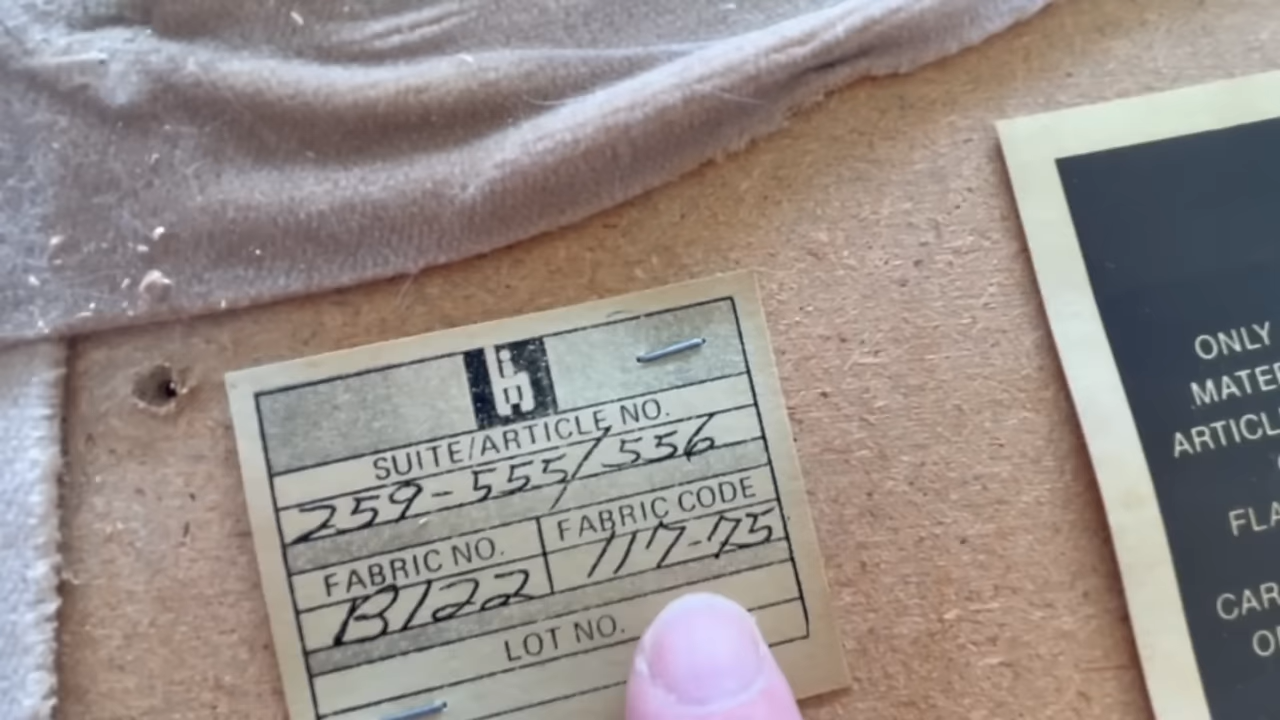 SUITE/ARTICLE NO.
259-555/556
FABRIC NO. FABRIC CODE
B122 117-75
LOT NO.
ONLY
MATE
ARTICL
FLA
CAR